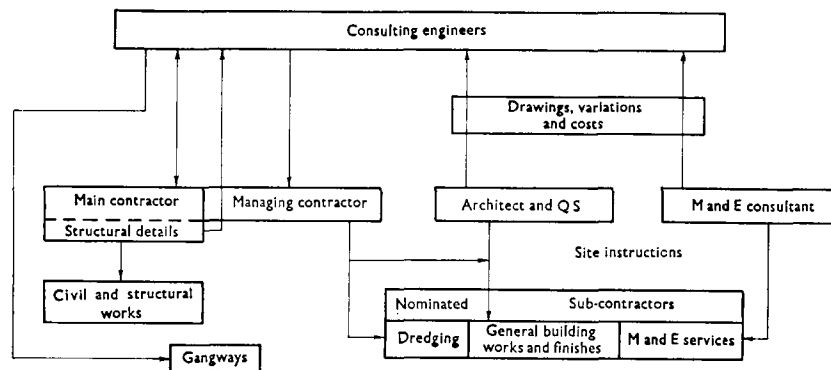 Consulting engineers
Drawings, variations
and costs
Main contractor
Managing contractor
Architect and QS
M and E consultant
Structural details
Site instructions
Civil and structural
works
Nominated
Sub-contractors
Dredging
General building
works and finishes
M and E services
Gangways